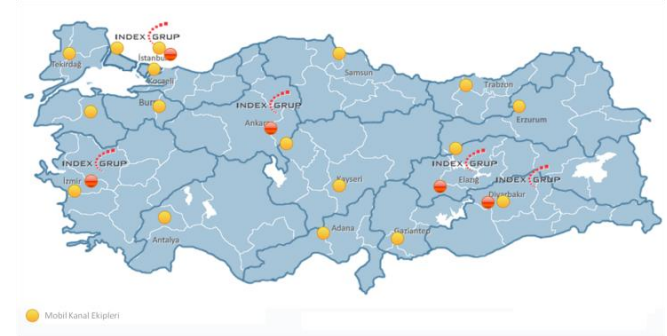 INDEX GRUP
Tekirdağ
İstanbul
Kocaeli
Samsun
Bursa
INDEX GRUP
Trabzon
Ankara
Erzurum
INDEX GRUP
İzmir
Kayseri
INDEX GRUP
Elazığ
INDEX GRUP
Diyarbakır
Antalya
Adana
Gaziantep
Mobil Kanal Ekipleri